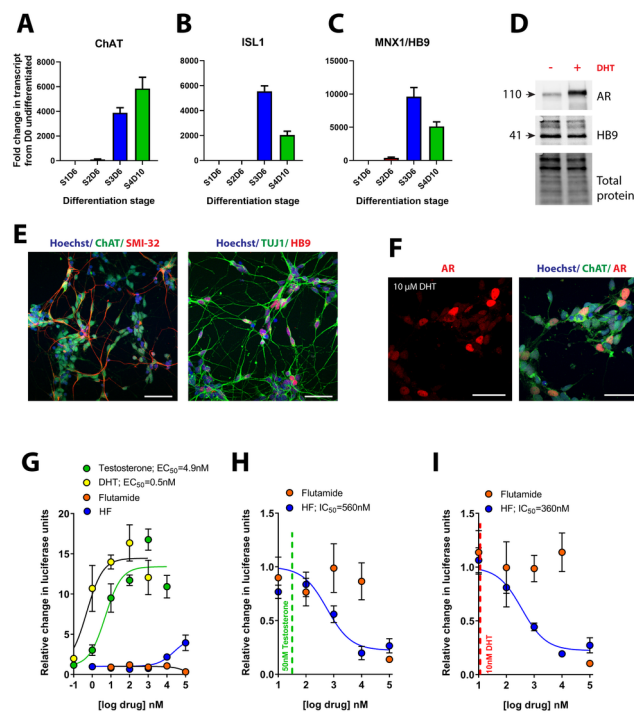 A
ChAT
Fold change in transcript
from D0 undifferentiated
8000
6000
4000
2000
0
S1D6
S2D6
S3D6
S4D10
Differentiation stage
B
ISL1
8000
6000
4000
2000
0
S1D6
S2D6
S3D6
S4D10
Differentiation stage
C
MNX1/HB9
15000
10000
5000
0
S1D6
S2D6
S3D6
S4D10
Differentiation stage
D
- + DHT
110 AR
41 HB9
Total
protein
E
Hoechst/ ChAT/ SMI-32
Hoechst/ TUJ1/ HB9
F
AR
10 µM DHT
Hoechst/ ChAT/ AR
G
Testosterone; EC50=4.9nM
DHT; EC50=0.5nM
Flutamide
HF
Relative change in luciferase units
20
15
10
5
2
1
0
-1 0 1 2 3 4 5
[log drug] nM
H
Flutamide
HF; IC50=560nM
Relative change in luciferase units
1.5
1.0
0.5
0.0
50nM Testosterone
1 2 3 4 5
[log drug] nM
I
Flutamide
HF; IC50=360nM
Relative change in luciferase units
1.5
1.0
0.5
0.0
10nM DHT
1 2 3 4 5
[log drug] nM